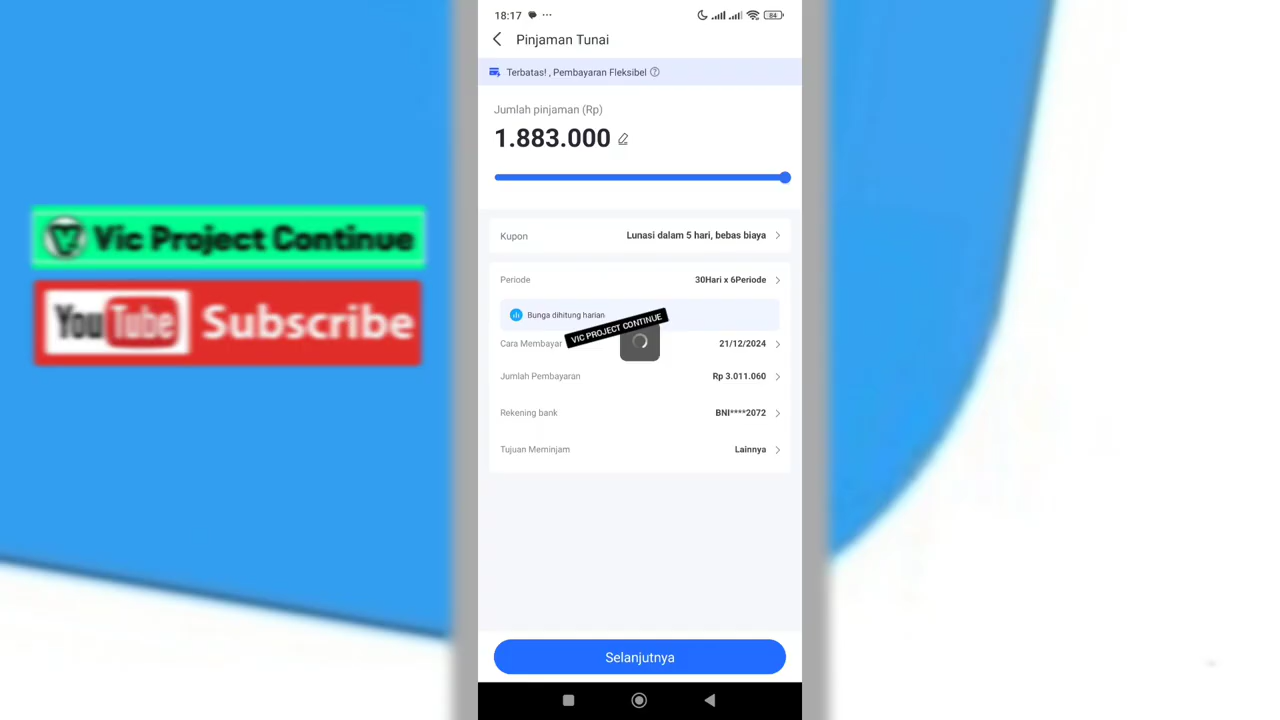 18:17
Pinjaman Tunai
Terbatas! , Pembayaran Fleksibel
Jumlah pinjaman (Rp)
1.883.000
Kupon Lunasi dalam 5 hari, bebas biaya
Periode 30Hari x 6Periode
Bunga dihitung harian
VIC PROJECT CONTINUE
Cara Membayar 21/12/2024
Jumlah Pembayaran Rp 3.011.060
Rekening bank BNI****2072
Tujuan Meminjam Lainnya
Selanjutnya
Vic Project Continue
YouTube Subscribe
84